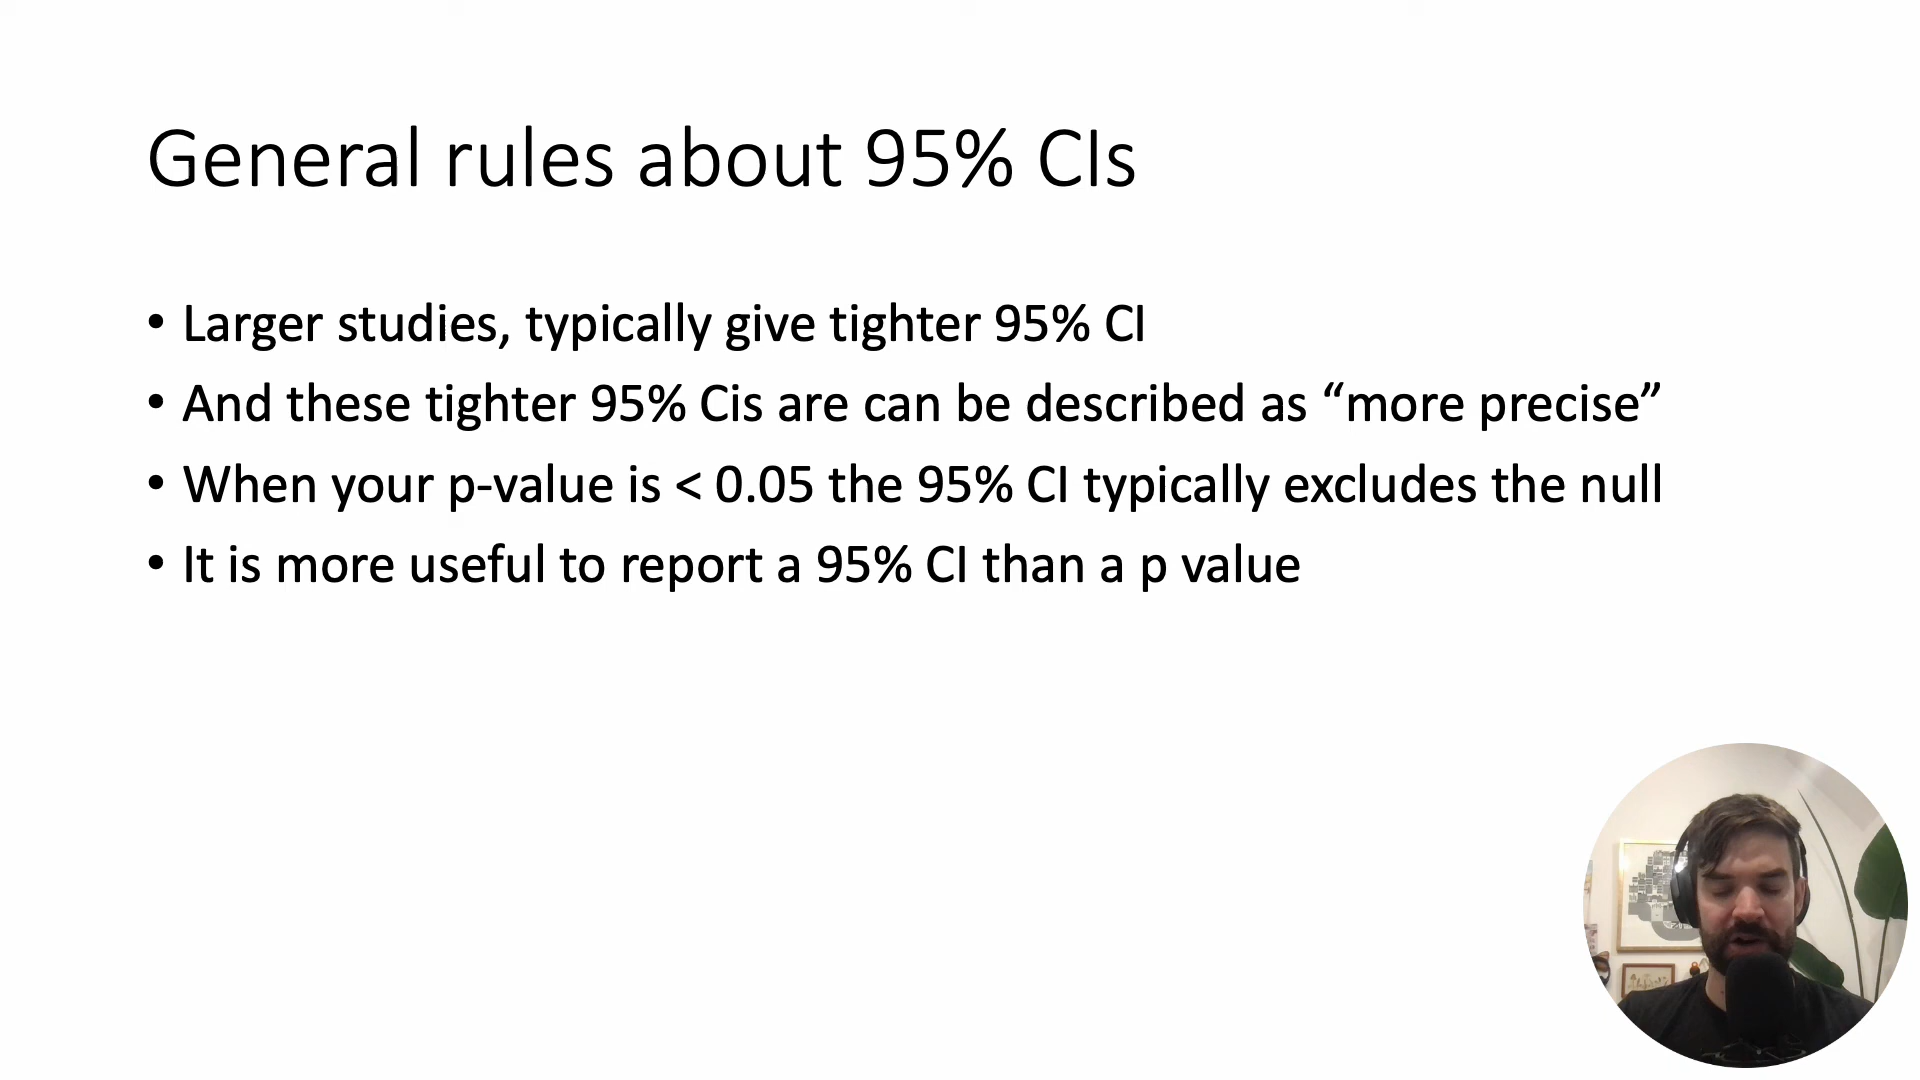 General rules about 95% CIs
• Larger studies, typically give tighter 95% CI
• And these tighter 95% Cis are can be described as “more precise”
• When your p-value is < 0.05 the 95% CI typically excludes the null
• It is more useful to report a 95% CI than a p value